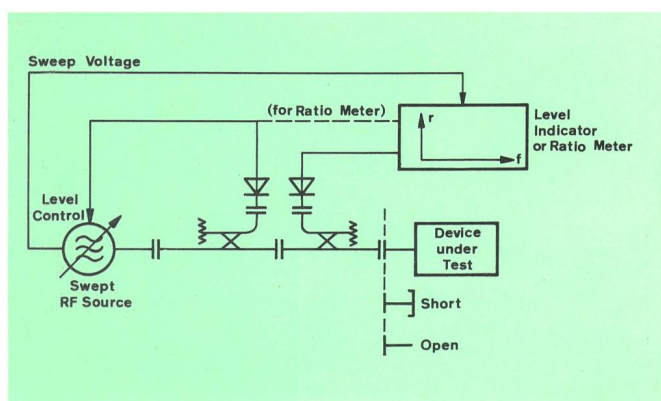 Sweep Voltage
(for Ratio Meter)
r
f
Level
Indicator
or Ratio Meter
Level
Control
Swept
RF Source
Device
under
Test
Short
Open